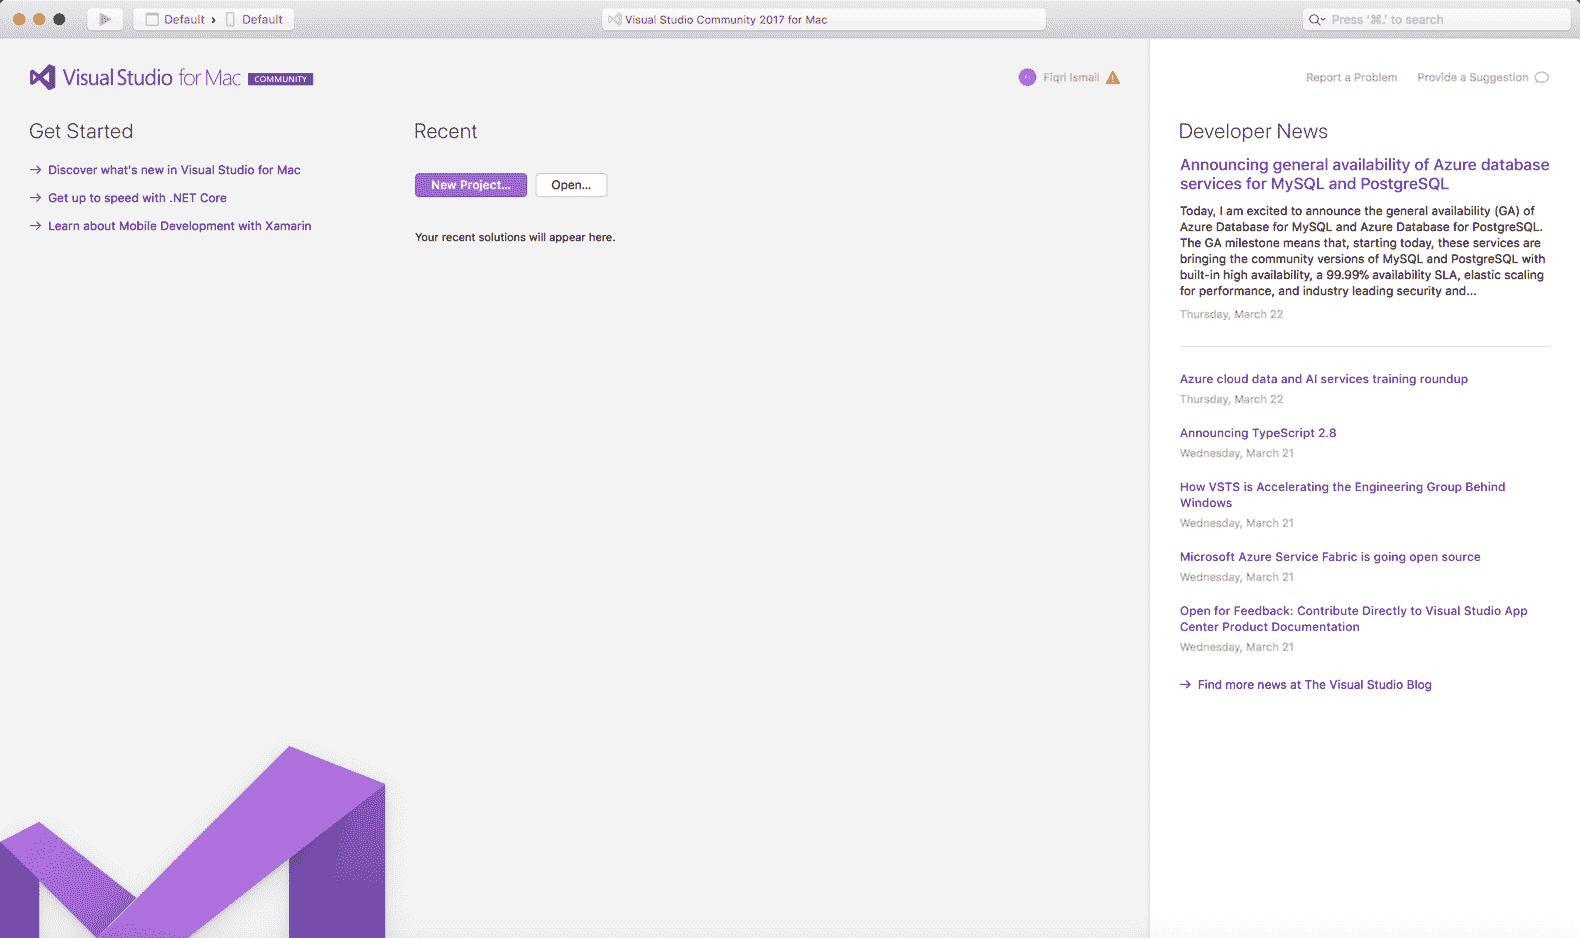 Default › Default
Visual Studio Community 2017 for Mac
Press ‘⌘.’ to search
Visual Studio for Mac COMMUNITY
Fiqri Ismail
Report a Problem
Provide a Suggestion
Get Started
Discover what's new in Visual Studio for Mac
Get up to speed with .NET Core
Learn about Mobile Development with Xamarin
Recent
New Project...
Open...
Your recent solutions will appear here.
Developer News
Announcing general availability of Azure database
services for MySQL and PostgreSQL
Today, I am excited to announce the general availability (GA) of
Azure Database for MySQL and Azure Database for PostgreSQL.
The GA milestone means that, starting today, these services are
bringing the community versions of MySQL and PostgreSQL with
built-in high availability, a 99.99% availability SLA, elastic scaling
for performance, and industry leading security and...
Thursday, March 22
Azure cloud data and AI services training roundup
Thursday, March 22
Announcing TypeScript 2.8
Wednesday, March 21
How VSTS is Accelerating the Engineering Group Behind
Windows
Wednesday, March 21
Microsoft Azure Service Fabric is going open source
Wednesday, March 21
Open for Feedback: Contribute Directly to Visual Studio App
Center Product Documentation
Wednesday, March 21
Find more news at The Visual Studio Blog